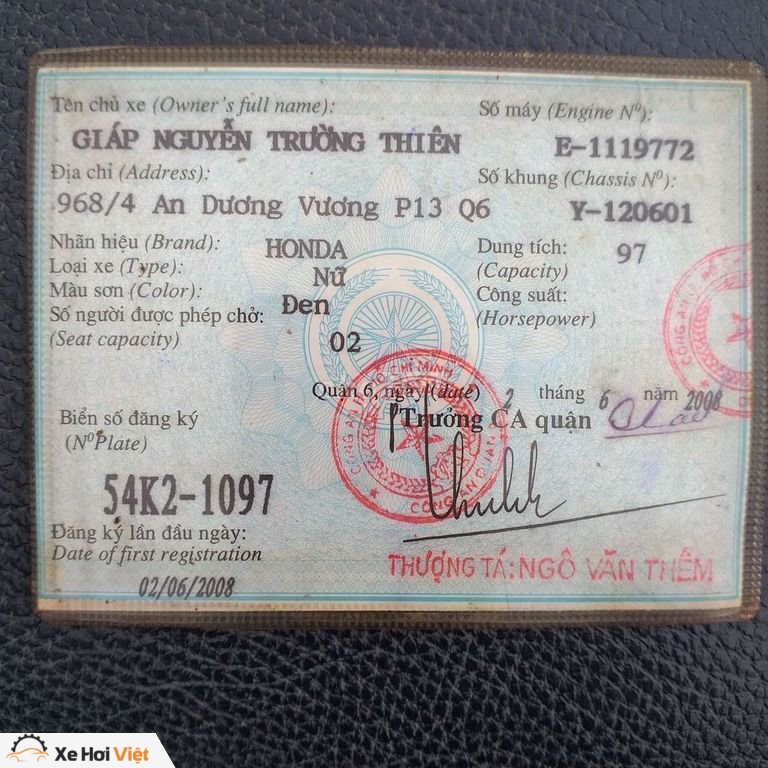 Tên chủ xe (Owner's full name):
GIÁP NGUYỄN TRƯỜNG THIÊN
Số máy (Engine Nº):
E-1119772
Địa chỉ (Address):
968/4 An Dương Vương P13 Q6
Số khung (Chassis Nº):
Y-120601
Nhãn hiệu (Brand): HONDA
Loại xe (Type): Nữ
Màu sơn (Color): Đen
Số người được phép chở: 02
(Seat capacity)
Dung tích: 97
(Capacity)
Công suất:
(Horsepower)
Quận 6, ngày (date) 2 tháng 6 năm 2008
Trưởng CA quận
Biển số đăng ký
(NºPlate)
54K2-1097
Đăng ký lần đầu ngày:
Date of first registration
02/06/2008
THƯỢNG TÁ: NGÔ VĂN THÊM
Xe Hơi Việt